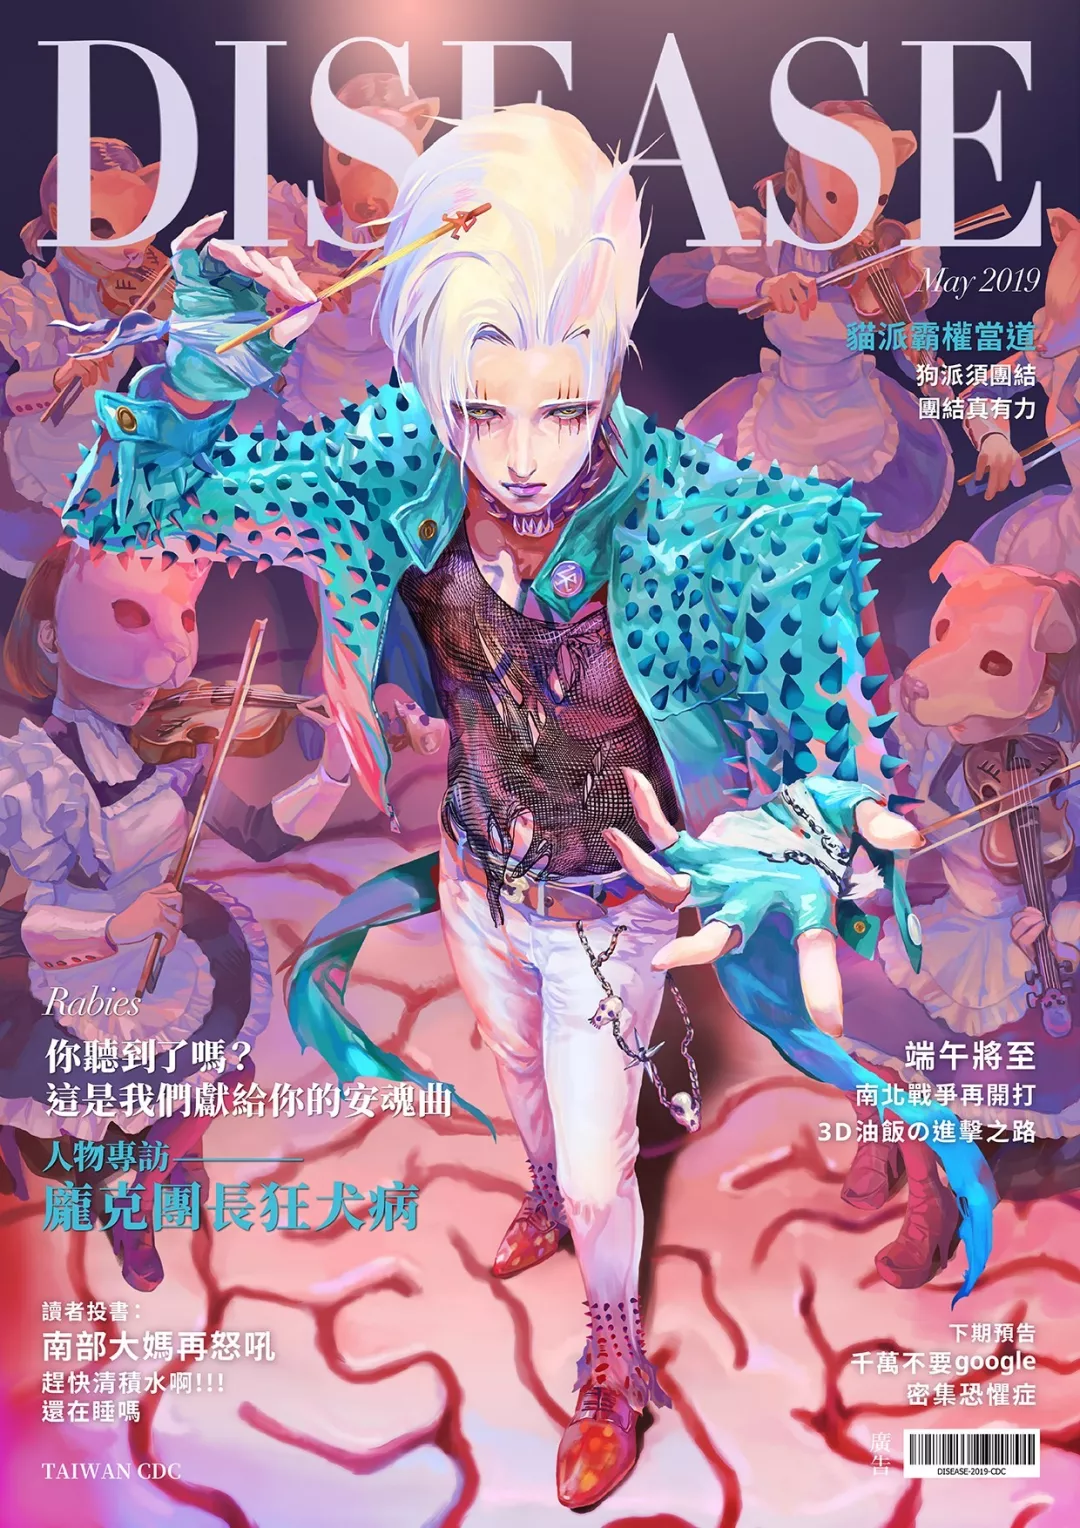 DISEASE
May 2019
貓派霸權當道
狗派須團結
團結真有力
Rabies
你聽到了嗎？
這是我們獻給你的安魂曲
人物專訪————
龐克團長狂犬病
端午將至
南北戰爭再開打
3D油飯の進擊之路
讀者投書：
南部大媽再怒吼
趕快清積水啊!!!
還在睡嗎
下期預告
千萬不要google
密集恐懼症
TAIWAN CDC
廣告
DISEASE-2019-CDC